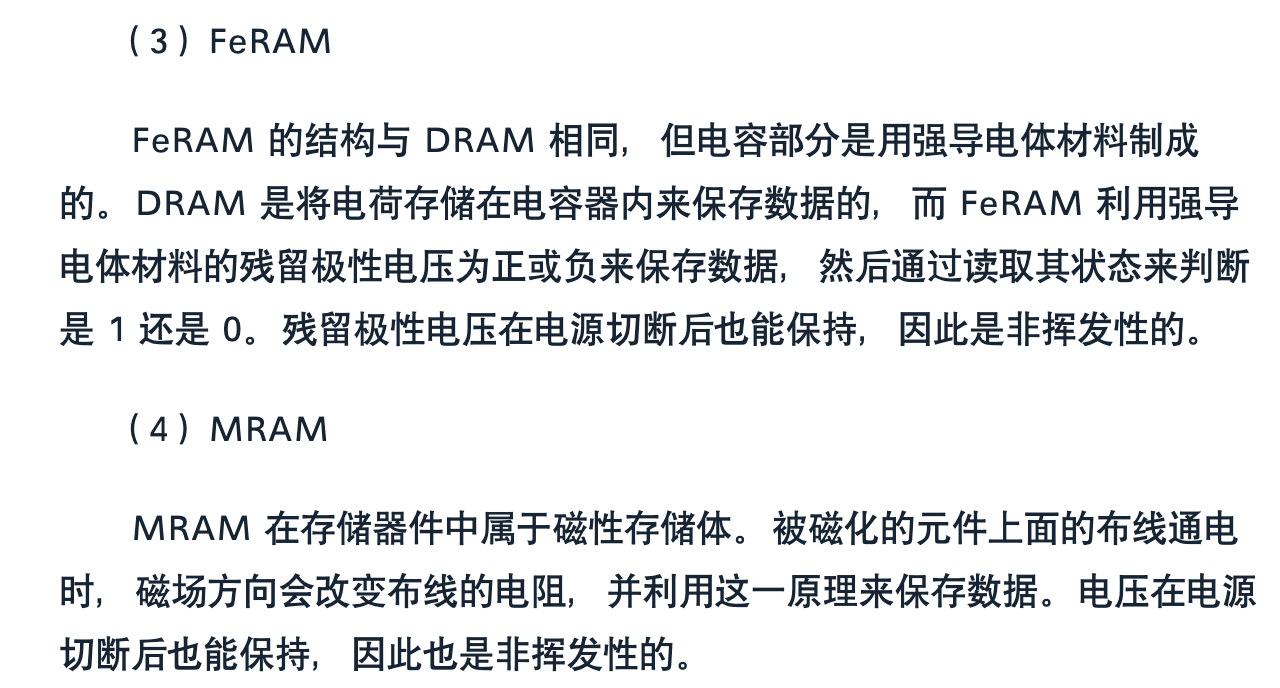 （3）FeRAM
FeRAM 的结构与 DRAM 相同，但电容部分是用强导电体材料制成
的。DRAM 是将电荷存储在电容器内来保存数据的，而 FeRAM 利用强导
电体材料的残留极性电压为正或负来保存数据，然后通过读取其状态来判断
是 1 还是 0。残留极性电压在电源切断后也能保持，因此是非挥发性的。
（4）MRAM
MRAM 在存储器件中属于磁性存储体。被磁化的元件上面的布线通电
时，磁场方向会改变布线的电阻，并利用这一原理来保存数据。电压在电源
切断后也能保持，因此也是非挥发性的。